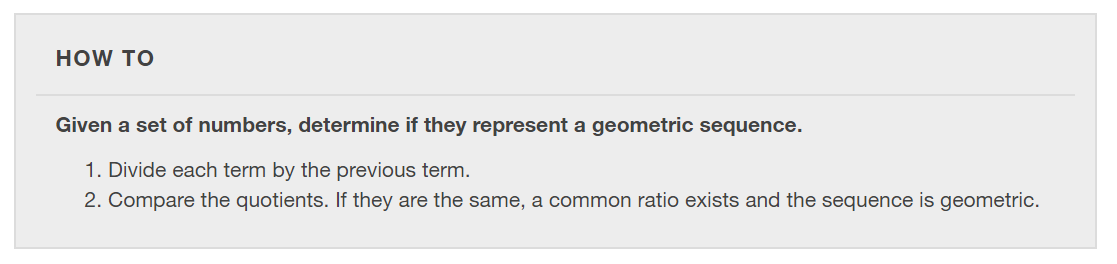 HOW TO
Given a set of numbers, determine if they represent a geometric sequence.
1. Divide each term by the previous term.
2. Compare the quotients. If they are the same, a common ratio exists and the sequence is geometric.